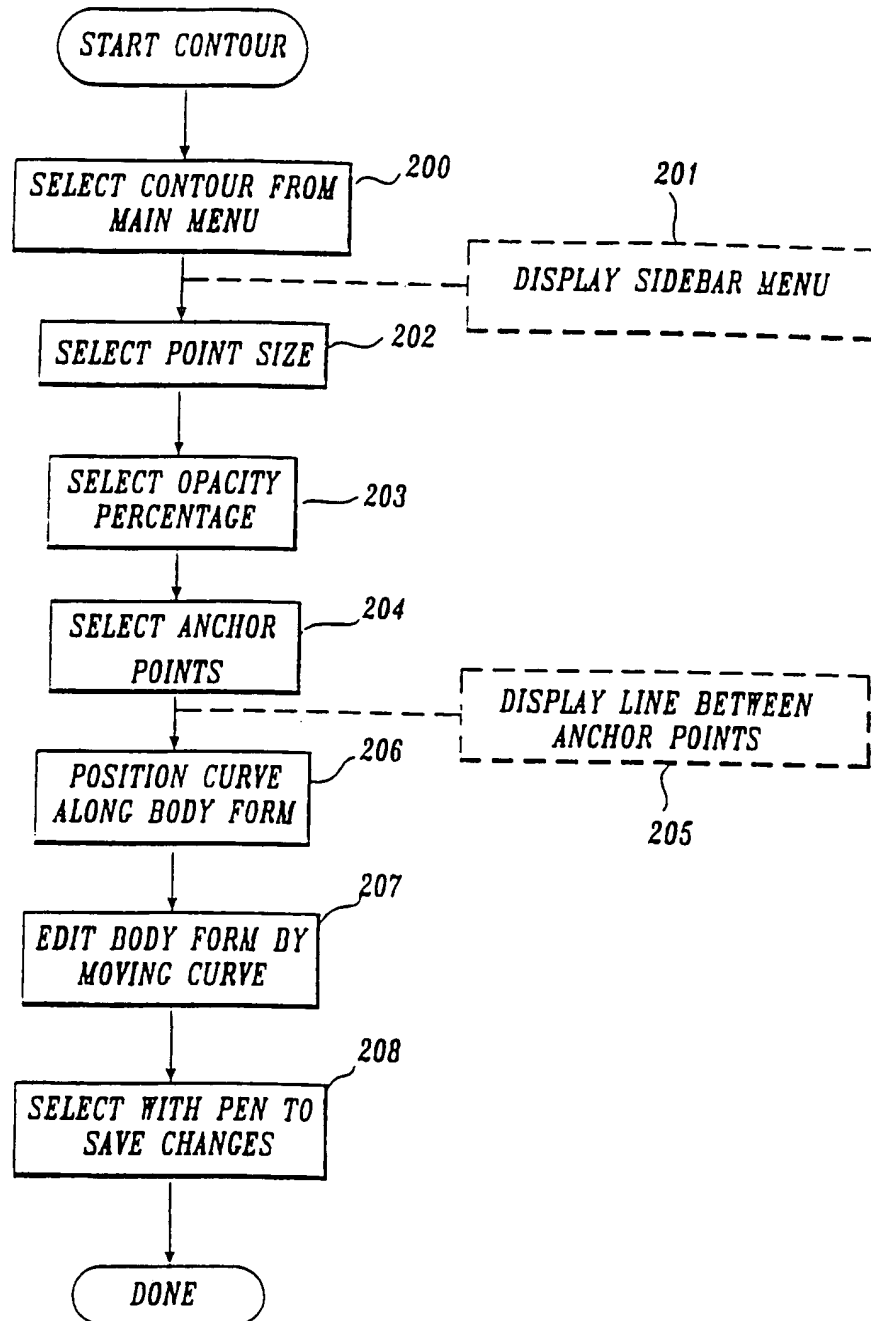 START CONTOUR
200
SELECT CONTOUR FROM
MAIN MENU
201
DISPLAY SIDEBAR MENU
SELECT POINT SIZE
202
SELECT OPACITY
PERCENTAGE
203
204
SELECT ANCHOR
POINTS
DISPLAY LINE BETWEEN
ANCHOR POINTS
205
206
POSITION CURVE
ALONG BODY FORM
207
EDIT BODY FORM BY
MOVING CURVE
208
SELECT WITH PEN TO
SAVE CHANGES
DONE